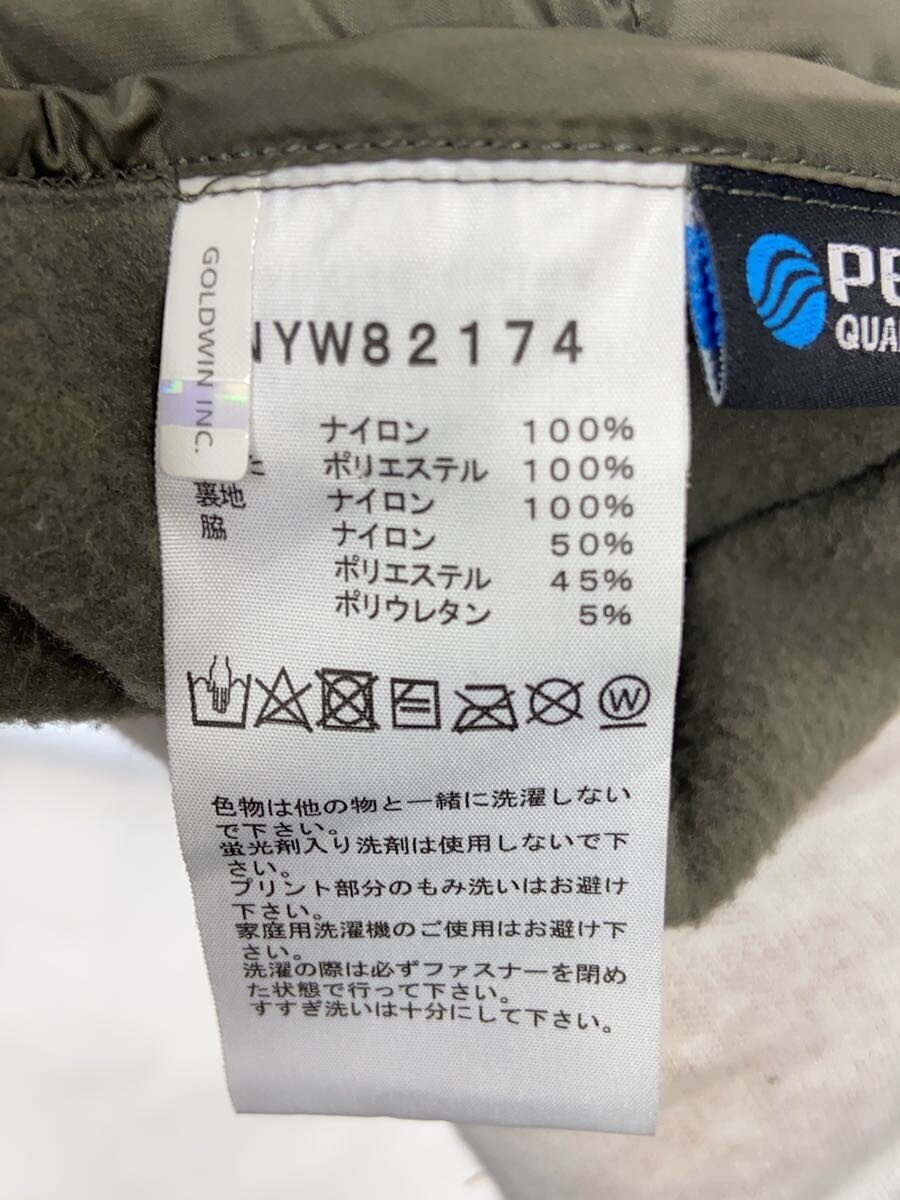 GOLDWIN INC.
NYW82174
ナイロン 100%
た ポリエステル 100%
裏地 ナイロン 100%
脇 ナイロン 50%
ポリエステル 45%
ポリウレタン 5%
W
色物は他の物と一緒に洗濯しない
で下さい。
蛍光剤入り洗剤は使用しないで下
さい。
プリント部分のもみ洗いはお避け
下さい。
家庭用洗濯機のご使用はお避け下
さい。
洗濯の際は必ずファスナーを閉め
た状態で行って下さい。
すすぎ洗いは十分にして下さい。
PE
QUA